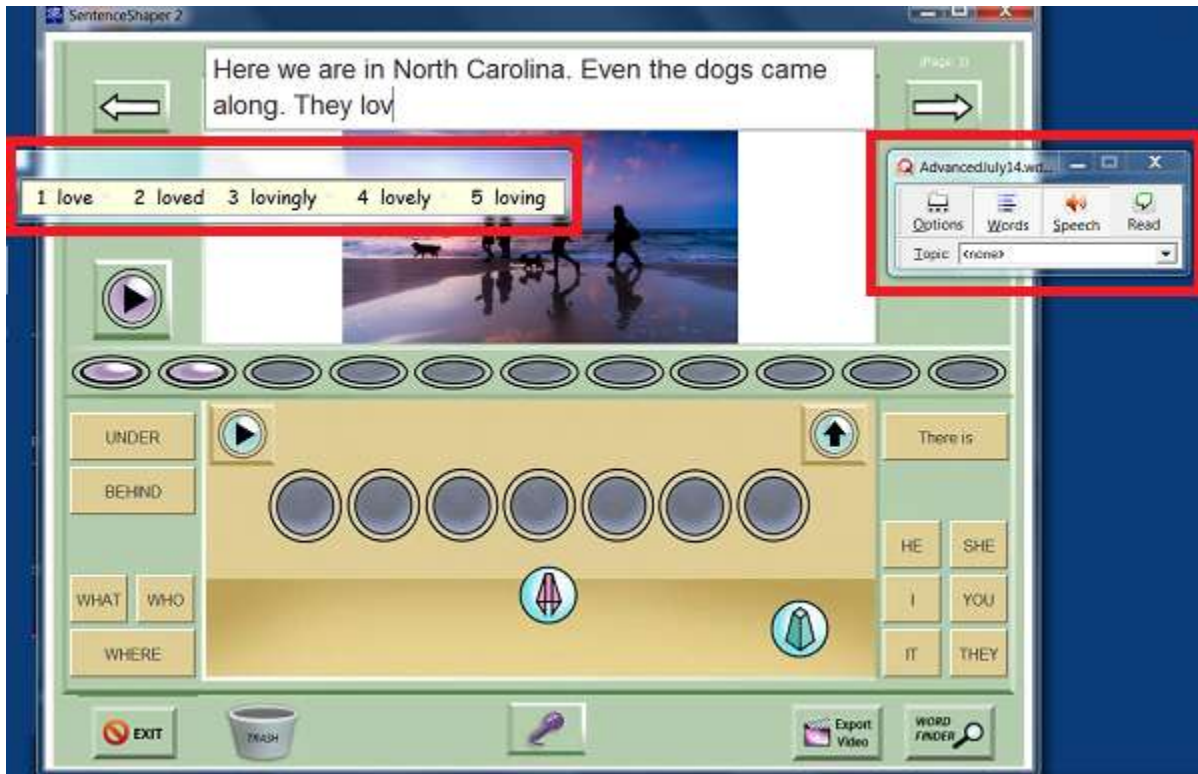 SentenceShaper 2
Here we are in North Carolina. Even the dogs came
along. They lov
(Page 3)
1 love 2 loved 3 lovingly 4 lovely 5 loving
AdvancedJuly14.wd...
Options Words Speech Read
Topic <none>
UNDER
BEHIND
WHAT WHO
WHERE
There is
HE SHE
I YOU
IT THEY
EXIT
TRASH
Export
Video
WORD
FINDER